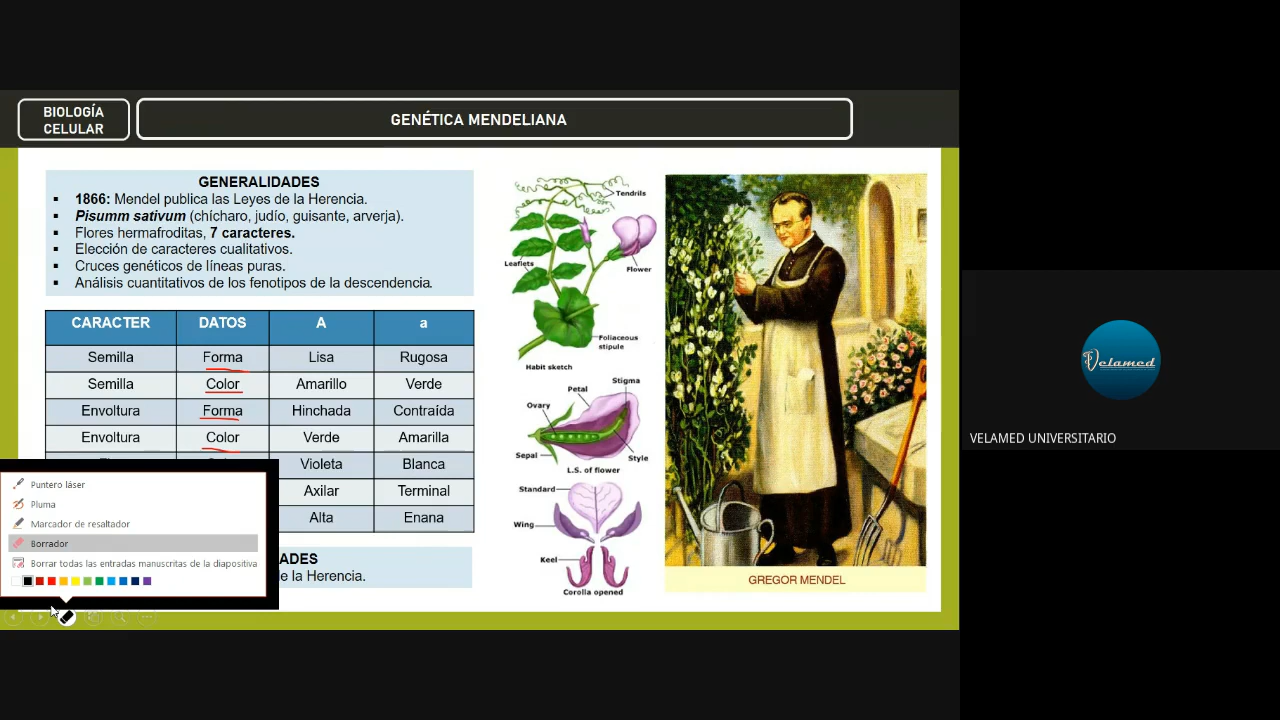 BIOLOGÍA
CELULAR
GENÉTICA MENDELIANA
GENERALIDADES
▪ 1866: Mendel publica las Leyes de la Herencia.
▪ Pisumm sativum (chícharo, judío, guisante, arverja).
▪ Flores hermafroditas, 7 caracteres.
▪ Elección de caracteres cualitativos.
▪ Cruces genéticos de líneas puras.
▪ Análisis cuantitativos de los fenotipos de la descendencia.
CARACTER DATOS A a
Semilla Forma Lisa Rugosa
Semilla Color Amarillo Verde
Envoltura Forma Hinchada Contraída
Envoltura Color Verde Amarilla
Violeta Blanca
Axilar Terminal
Alta Enana
ADES
de la Herencia.
Puntero láser
Pluma
Marcador de resaltador
Borrador
Borrar todas las entradas manuscritas de la diapositiva
Tendrils
Leaflets
Flower
Foliaceous
stipule
Habit sketch
Stigma
Petal
Ovary
Sepal
Style
L.S. of flower
Standard
Wing
Keel
Corolla opened
GREGOR MENDEL
Velamed
VELAMED UNIVERSITARIO